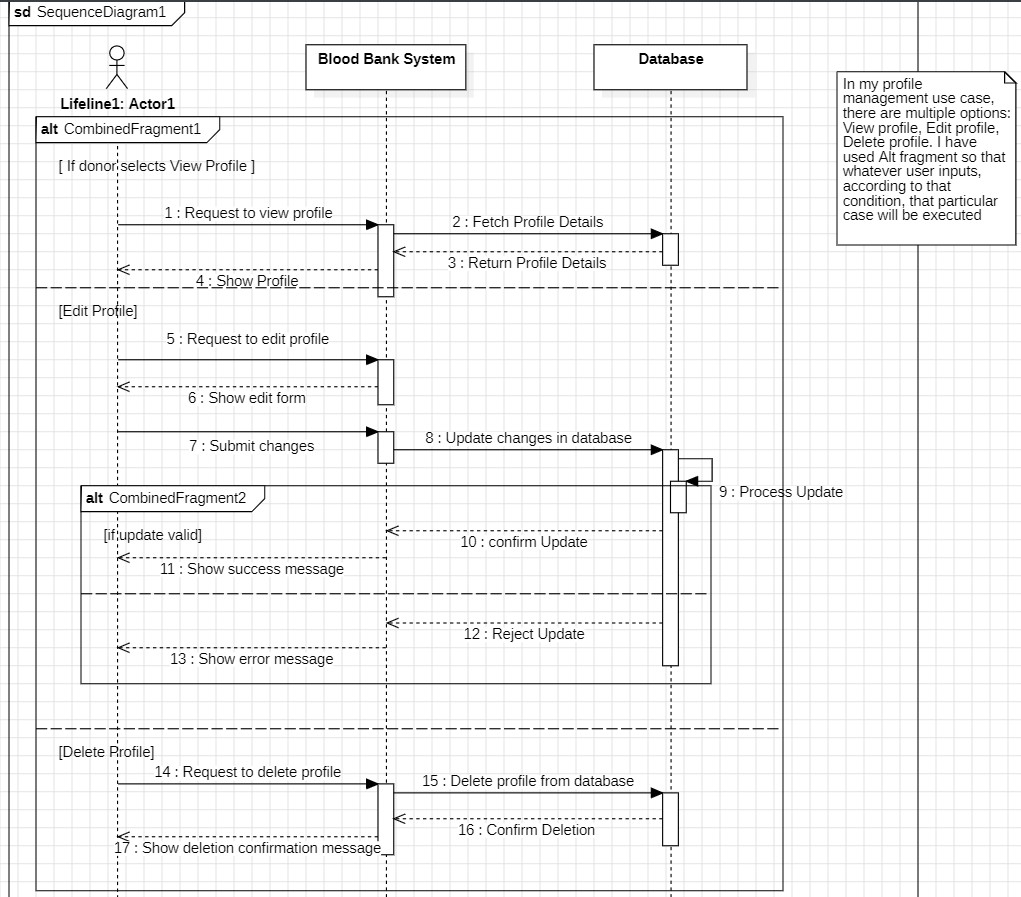 sd SequenceDiagram1
Blood Bank System
Database
Lifeline1: Actor1
In my profile
management use case,
there are multiple options:
View profile, Edit profile,
Delete profile. I have
used Alt fragment so that
whatever user inputs,
according to that
condition, that particular
case will be executed
alt CombinedFragment1
[ If donor selects View Profile ]
1 : Request to view profile
2 : Fetch Profile Details
3 : Return Profile Details
4 : Show Profile
[Edit Profile]
5 : Request to edit profile
6 : Show edit form
7 : Submit changes
8 : Update changes in database
9 : Process Update
alt CombinedFragment2
[if update valid]
10 : confirm Update
11 : Show success message
12 : Reject Update
13 : Show error message
[Delete Profile]
14 : Request to delete profile
15 : Delete profile from database
16 : Confirm Deletion
17 : Show deletion confirmation message